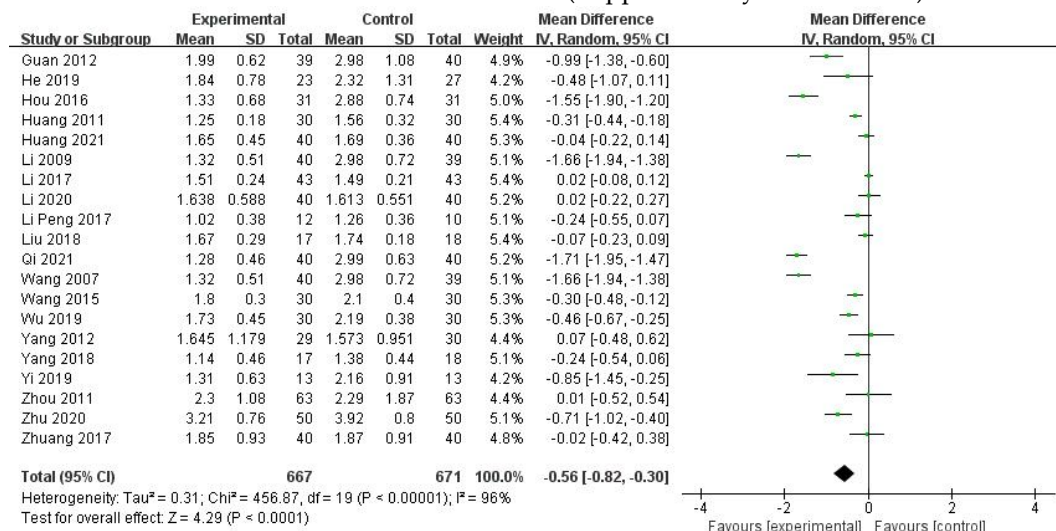 Experimental Control Mean Difference Mean Difference
Study or Subgroup Mean SD Total Mean SD Total Weight IV, Random, 95% CI IV, Random, 95% CI
Guan 2012 1.99 0.62 39 2.98 1.08 40 4.9% -0.99 [-1.38, -0.60]
He 2019 1.84 0.78 23 2.32 1.31 27 4.2% -0.48 [-1.07, 0.11]
Hou 2016 1.33 0.68 31 2.88 0.74 31 5.0% -1.55 [-1.90, -1.20]
Huang 2011 1.25 0.18 30 1.56 0.32 30 5.4% -0.31 [-0.44, -0.18]
Huang 2021 1.65 0.45 40 1.69 0.36 40 5.3% -0.04 [-0.22, 0.14]
Li 2009 1.32 0.51 40 2.98 0.72 39 5.1% -1.66 [-1.94, -1.38]
Li 2017 1.51 0.24 43 1.49 0.21 43 5.4% 0.02 [-0.08, 0.12]
Li 2020 1.638 0.588 40 1.613 0.551 40 5.2% 0.02 [-0.22, 0.27]
Li Peng 2017 1.02 0.38 12 1.26 0.36 10 5.1% -0.24 [-0.55, 0.07]
Liu 2018 1.67 0.29 17 1.74 0.18 18 5.4% -0.07 [-0.23, 0.09]
Qi 2021 1.28 0.46 40 2.99 0.63 40 5.2% -1.71 [-1.95, -1.47]
Wang 2007 1.32 0.51 40 2.98 0.72 39 5.1% -1.66 [-1.94, -1.38]
Wang 2015 1.8 0.3 30 2.1 0.4 30 5.3% -0.30 [-0.48, -0.12]
Wu 2019 1.73 0.45 30 2.19 0.38 30 5.3% -0.46 [-0.67, -0.25]
Yang 2012 1.645 1.179 29 1.573 0.951 30 4.4% 0.07 [-0.48, 0.62]
Yang 2018 1.14 0.46 17 1.38 0.44 18 5.1% -0.24 [-0.54, 0.06]
Yi 2019 1.31 0.63 13 2.16 0.91 13 4.2% -0.85 [-1.45, -0.25]
Zhou 2011 2.3 1.08 63 2.29 1.87 63 4.4% 0.01 [-0.52, 0.54]
Zhu 2020 3.21 0.76 50 3.92 0.8 50 5.1% -0.71 [-1.02, -0.40]
Zhuang 2017 1.85 0.93 40 1.87 0.91 40 4.8% -0.02 [-0.42, 0.38]
Total (95% CI) 667 671 100.0% -0.56 [-0.82, -0.30]
Heterogeneity: Tau² = 0.31; Chi² = 456.87, df = 19 (P < 0.00001); I² = 96%
Test for overall effect: Z = 4.29 (P < 0.0001)
-4 -2 0 2 4
Favours [experimental] Favours [control]